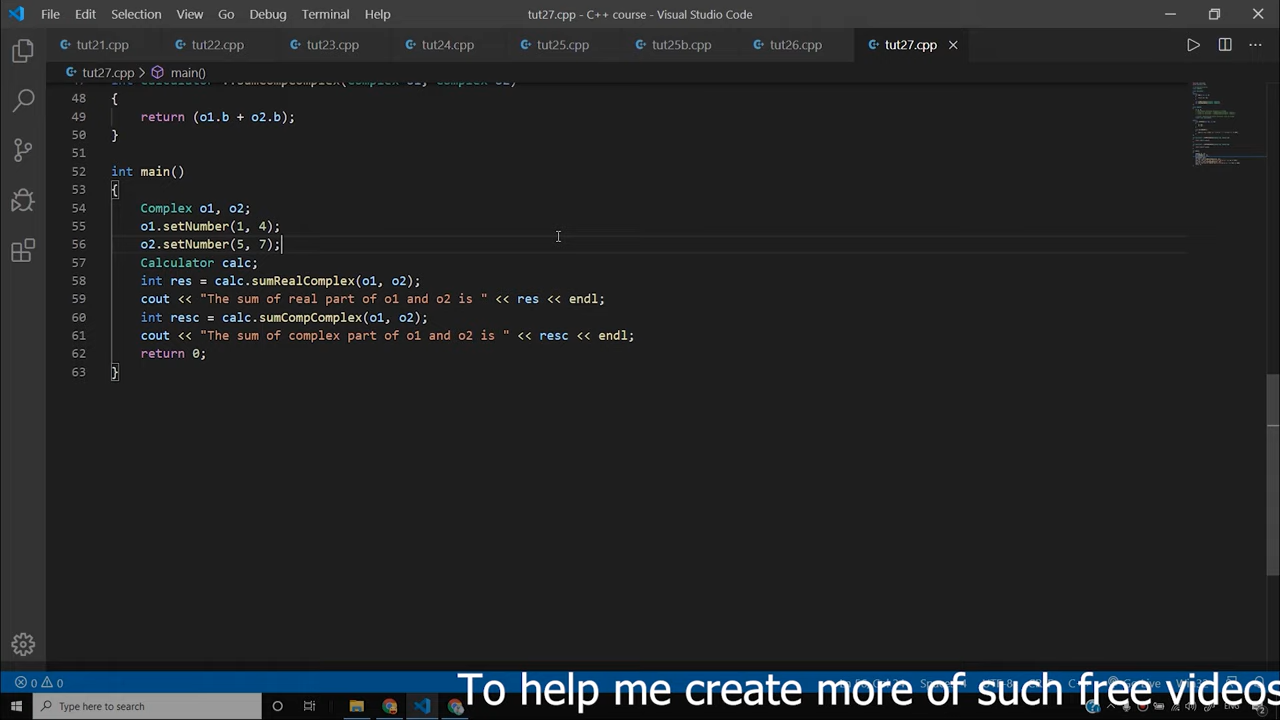 File Edit Selection View Go Debug Terminal Help
tut27.cpp - C++ course - Visual Studio Code
tut21.cpp tut22.cpp tut23.cpp tut24.cpp tut25.cpp tut25b.cpp tut26.cpp tut27.cpp
tut27.cpp > main()
48 {
49 return (o1.b + o2.b);
50 }
51
52 int main()
53 {
54 Complex o1, o2;
55 o1.setNumber(1, 4);
56 o2.setNumber(5, 7);
57 Calculator calc;
58 int res = calc.sumRealComplex(o1, o2);
59 cout << "The sum of real part of o1 and o2 is " << res << endl;
60 int resc = calc.sumCompComplex(o1, o2);
61 cout << "The sum of complex part of o1 and o2 is " << resc << endl;
62 return 0;
63 }
0 0
To help me create more of such free videos
Type here to search